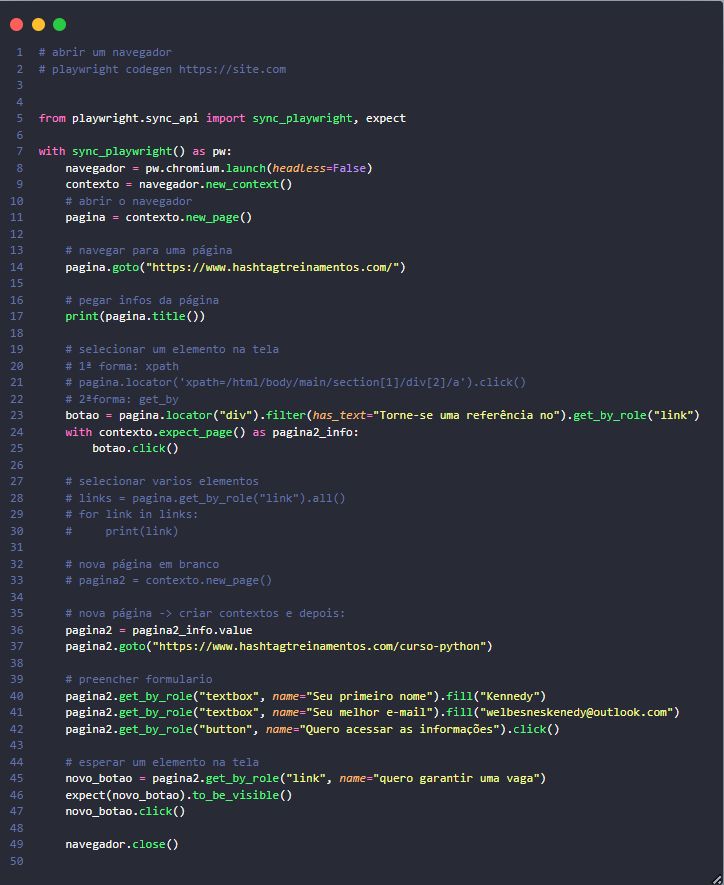 1 # abrir um navegador
2 # playwright codegen https://site.com
3
4
5 from playwright.sync_api import sync_playwright, expect
6
7 with sync_playwright() as pw:
8     navegador = pw.chromium.launch(headless=False)
9     contexto = navegador.new_context()
10     # abrir o navegador
11     pagina = contexto.new_page()
12
13     # navegar para uma página
14     pagina.goto("https://www.hashtagtreinamentos.com/")
15
16     # pegar infos da página
17     print(pagina.title())
18
19     # selecionar um elemento na tela
20     # 1ª forma: xpath
21     # pagina.locator('xpath=/html/body/main/section[1]/div[2]/a').click()
22     # 2ªforma: get_by
23     botao = pagina.locator("div").filter(has_text="Torne-se uma referência no").get_by_role("link")
24     with contexto.expect_page() as pagina2_info:
25         botao.click()
26
27     # selecionar varios elementos
28     # links = pagina.get_by_role("link").all()
29     # for link in links:
30     #     print(link)
31
32     # nova página em branco
33     # pagina2 = contexto.new_page()
34
35     # nova página -> criar contextos e depois:
36     pagina2 = pagina2_info.value
37     pagina2.goto("https://www.hashtagtreinamentos.com/curso-python")
38
39     # preencher formulario
40     pagina2.get_by_role("textbox", name="Seu primeiro nome").fill("Kennedy")
41     pagina2.get_by_role("textbox", name="Seu melhor e-mail").fill("welbesneskenedy@outlook.com")
42     pagina2.get_by_role("button", name="Quero acessar as informações").click()
43
44     # esperar um elemento na tela
45     novo_botao = pagina2.get_by_role("link", name="quero garantir uma vaga")
46     expect(novo_botao).to_be_visible()
47     novo_botao.click()
48
49     navegador.close()
50